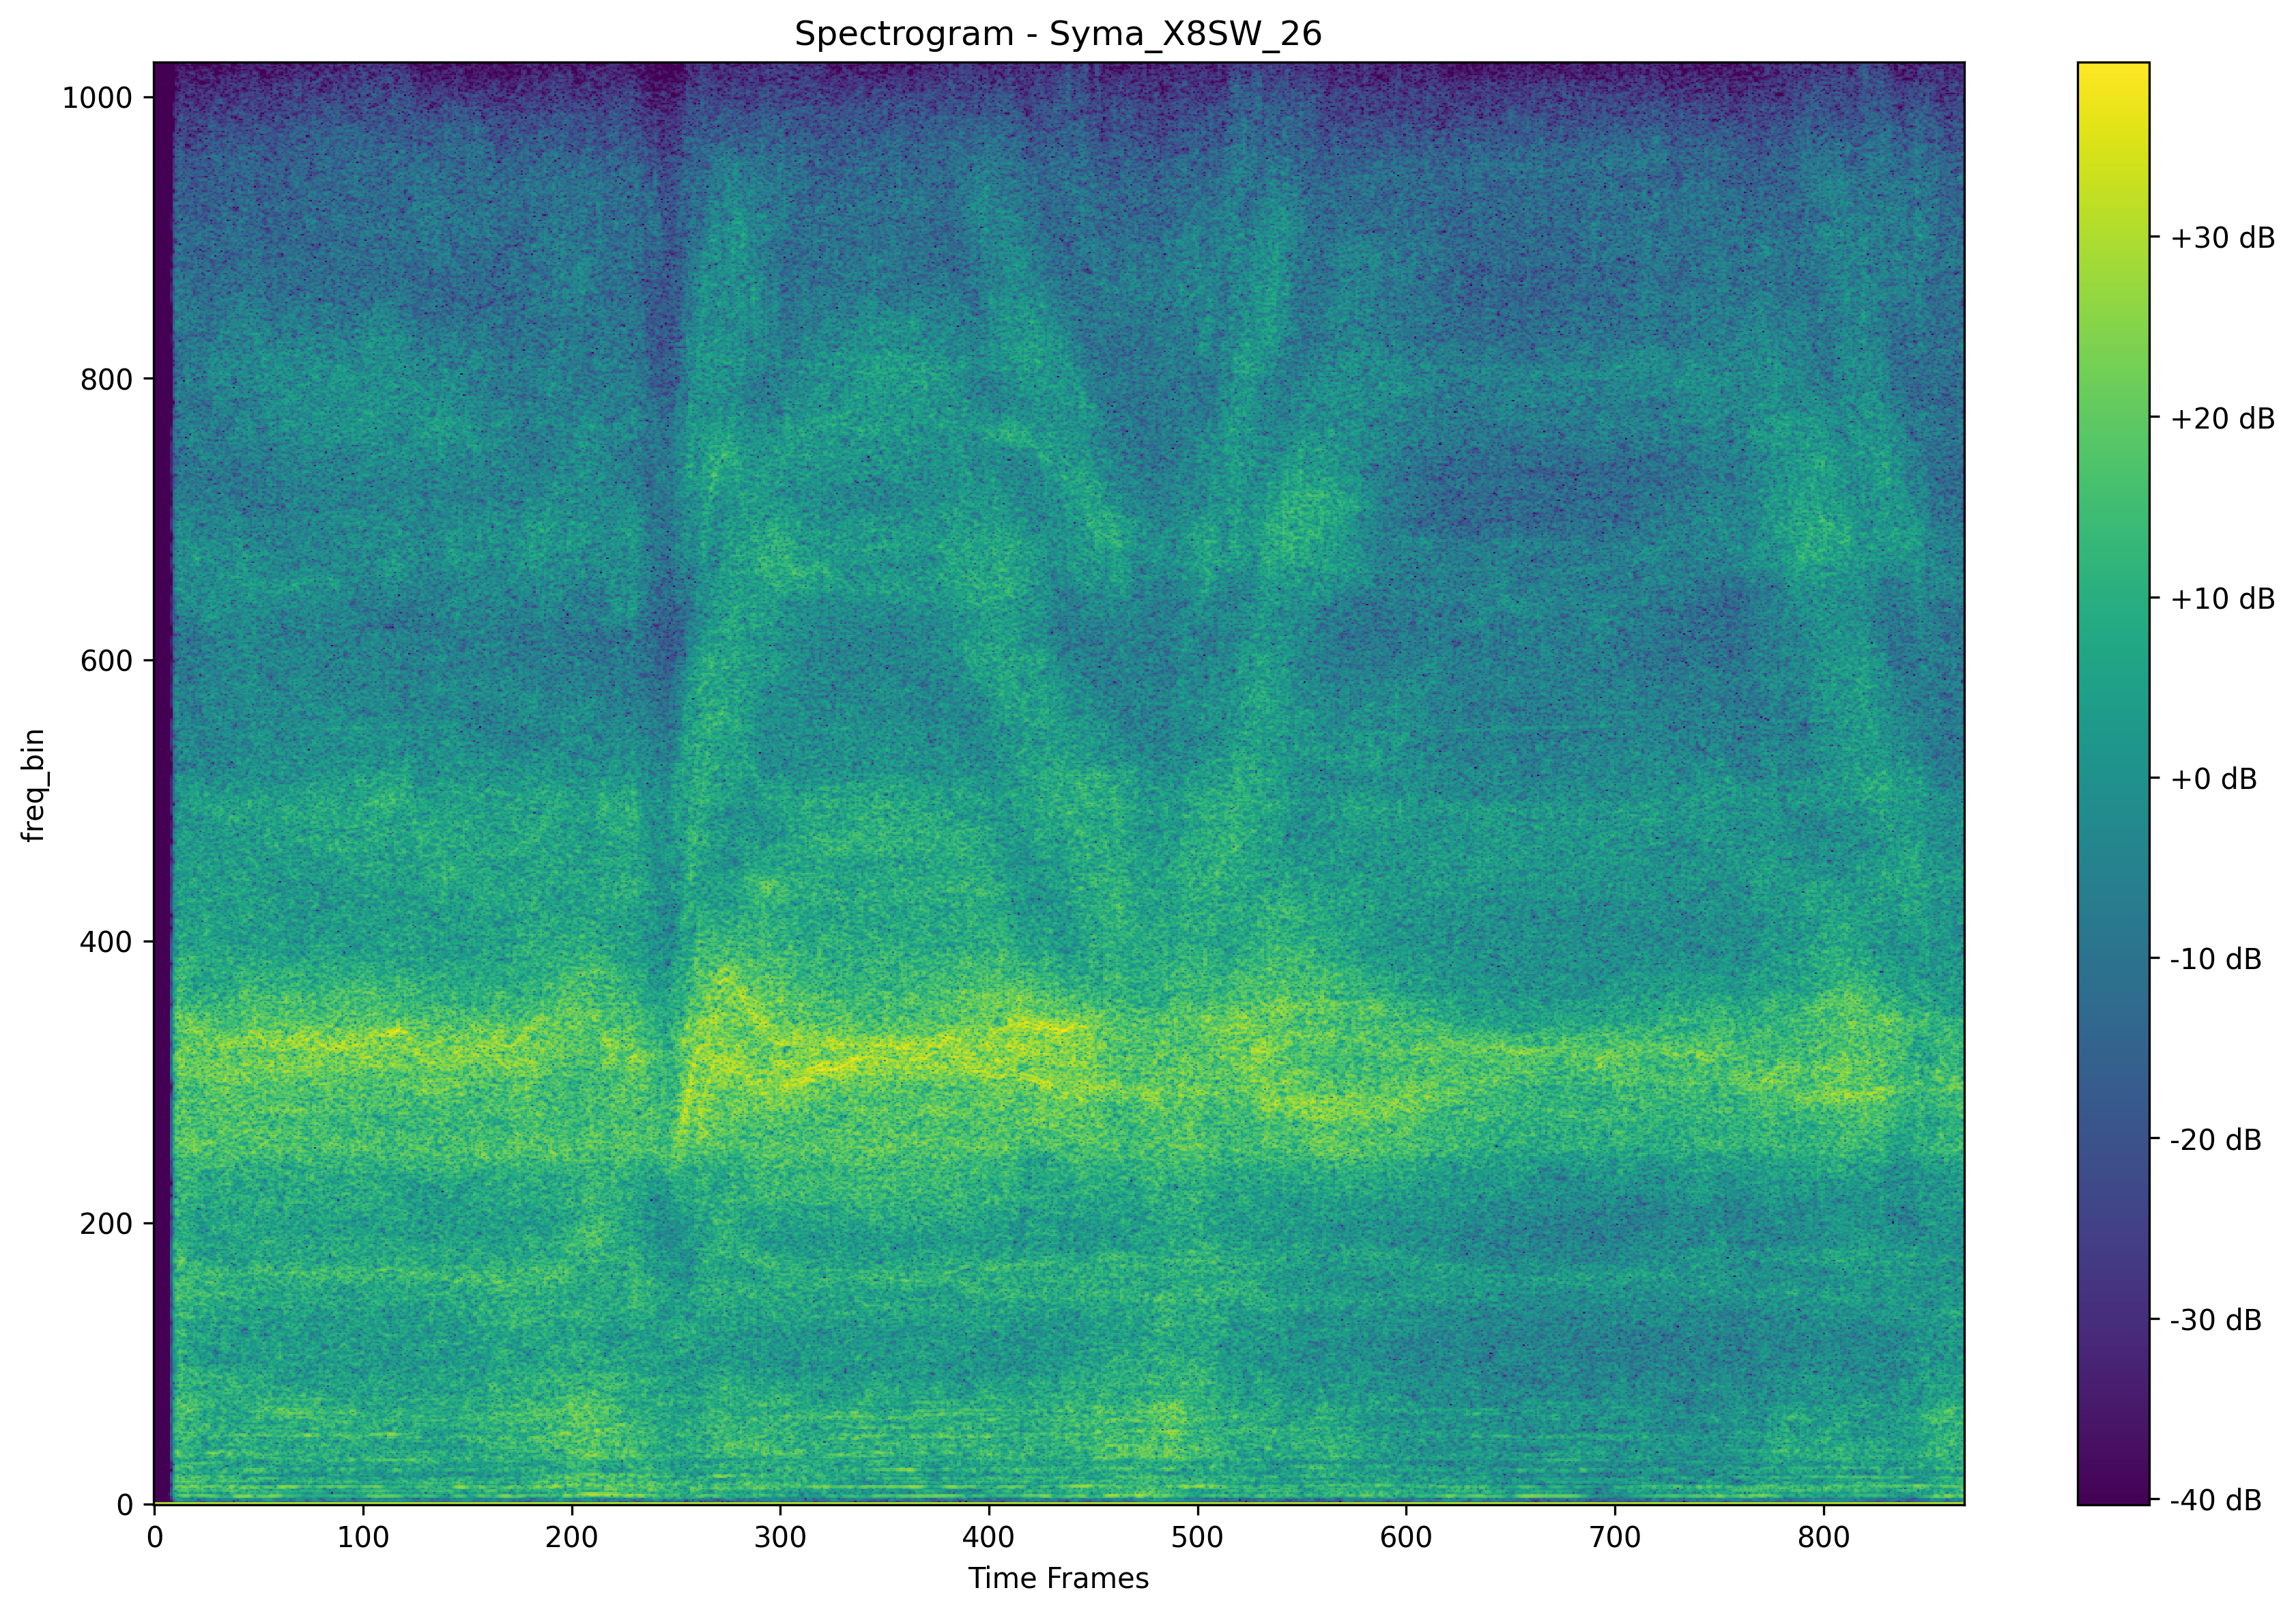 Spectrogram - Syma_X8SW_26
1000
800
600
400
200
0
freq_bin
0 100 200 300 400 500 600 700 800
Time Frames
+30 dB
+20 dB
+10 dB
+0 dB
-10 dB
-20 dB
-30 dB
-40 dB